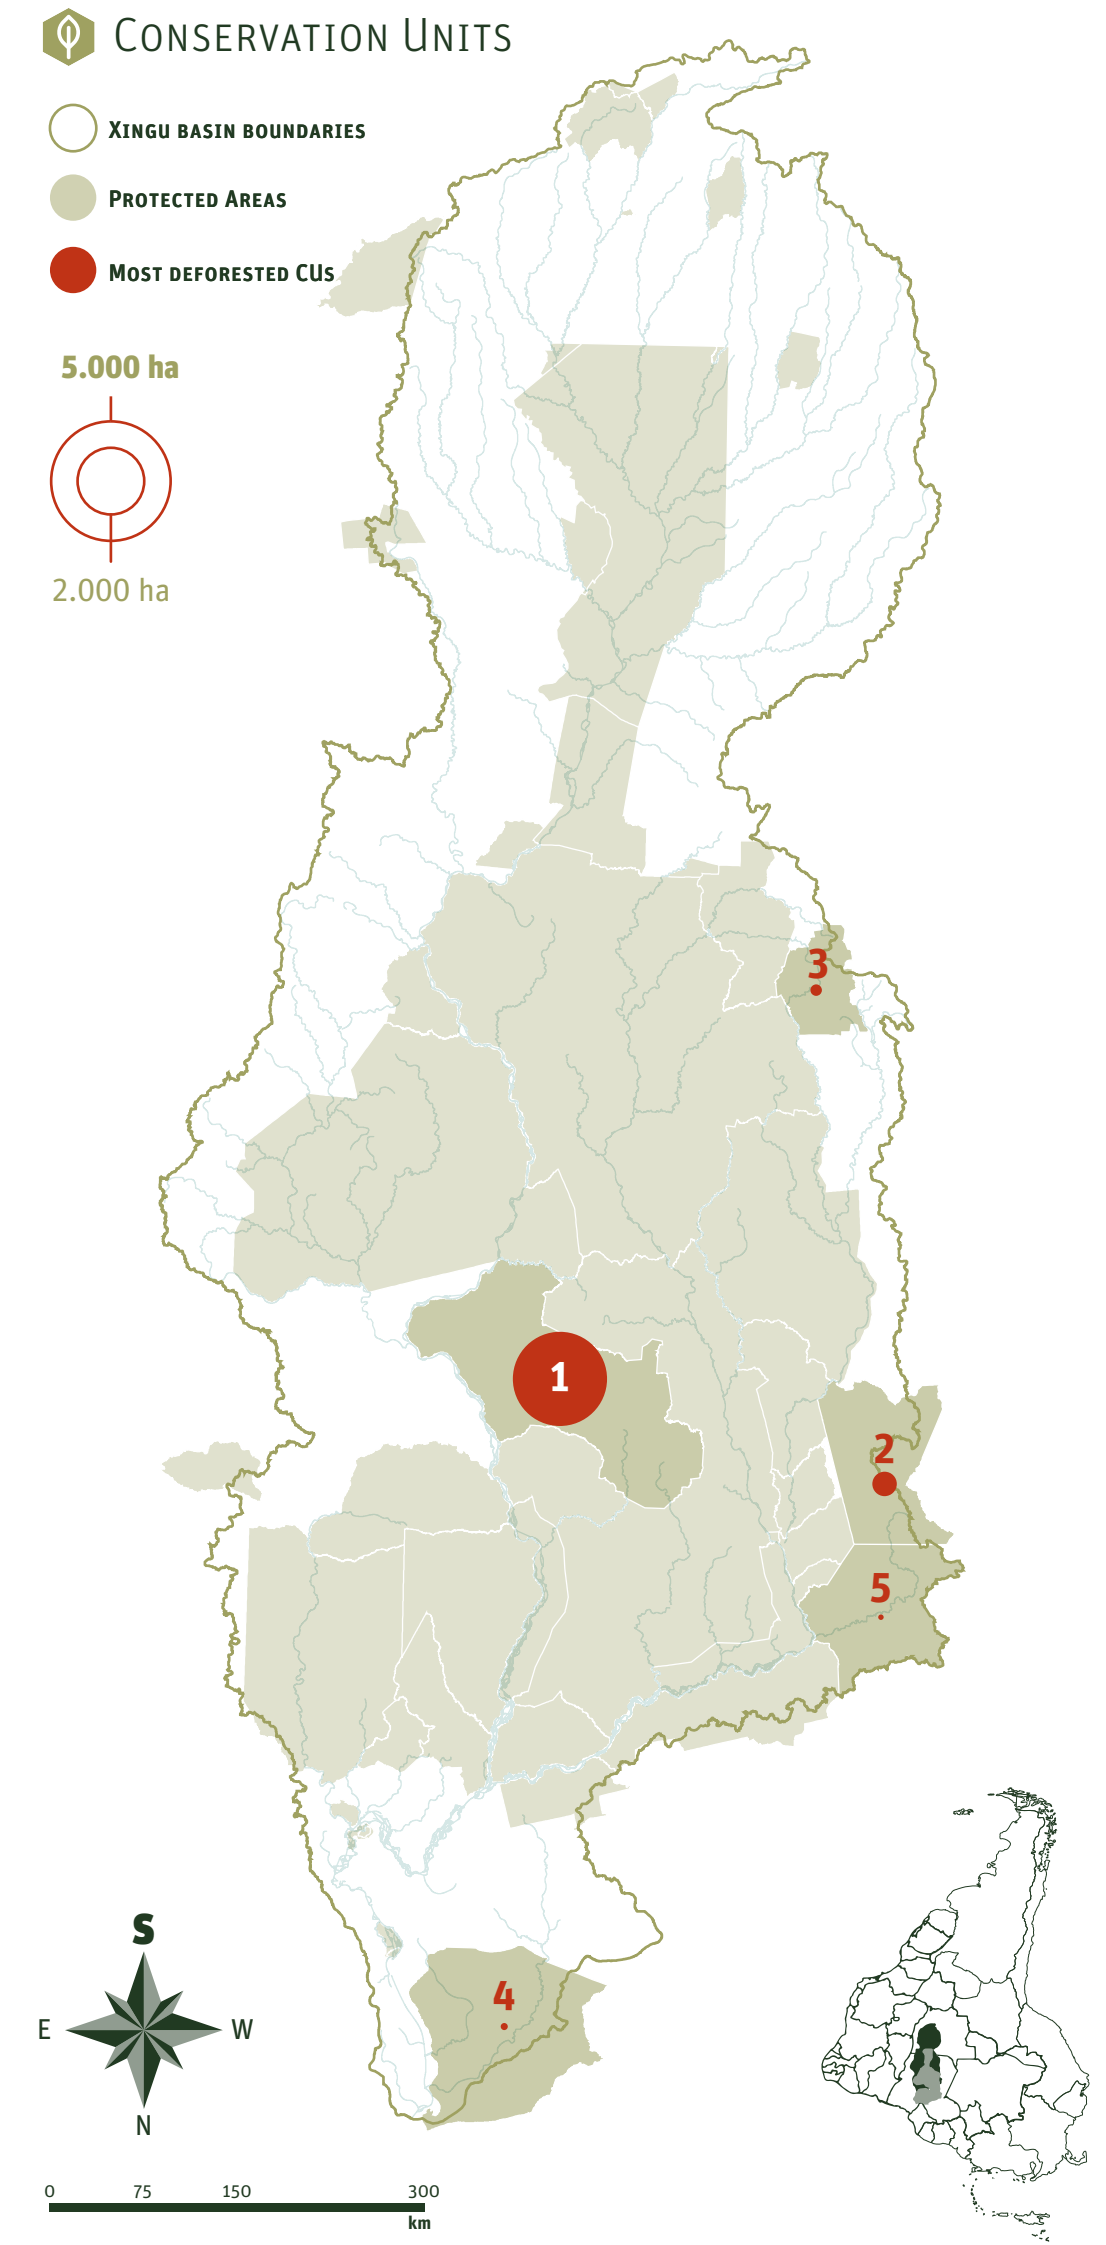 Conservation Units
Xingu basin boundaries
Protected Areas
Most deforested CUs
5.000 ha
2.000 ha
3
1
2
5
4
S
E
W
N
0 75 150 300
km